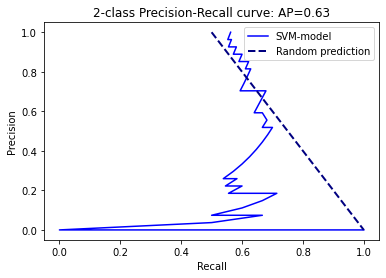 2-class Precision-Recall curve: AP=0.63
SVM-model
Random prediction
Precision
1.0
0.8
0.6
0.4
0.2
0.0
0.0 0.2 0.4 0.6 0.8 1.0
Recall